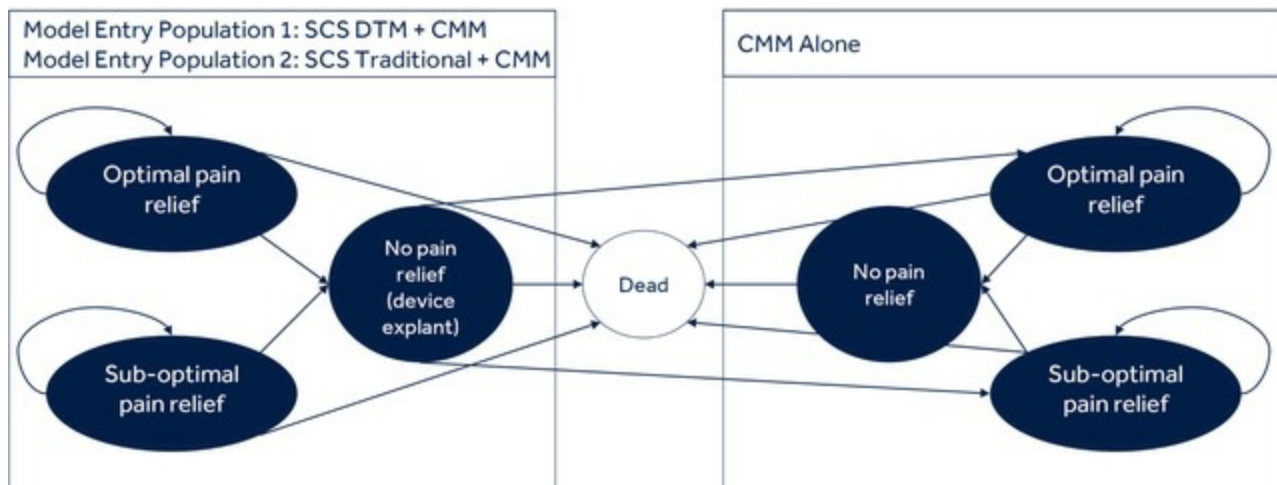 Model Entry Population 1: SCS DTM + CMM
Model Entry Population 2: SCS Traditional + CMM
CMM Alone
Optimal pain
relief
Sub-optimal
pain relief
No pain
relief
(device
explant)
Dead
No pain
relief
Optimal pain
relief
Sub-optimal
pain relief